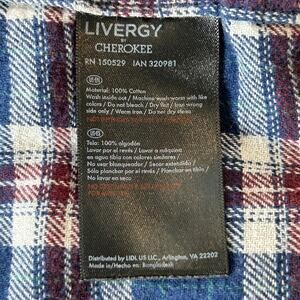 LIVERGY
BY
CHEROKEE
RN 150529 IAN 320981
US-EN
Material: 100% Cotton
Wash inside out / Machine wash warm with like
colors / Do not bleach / Dry flat / Iron wrong
side only / Warm Iron / Do not dry clean
US-ES
Tela: 100% algodón
Lavar por el revés / Lavar a máquina
en agua tibia con colores similares /
No usar blanqueador / Secar extendido /
Sólo planchar por el revés / Planchar en tibio /
No lavar en seco
Distributed by LIDL US LLC., Arlington, VA 22202
Made in/Hecho en: Bangladesh